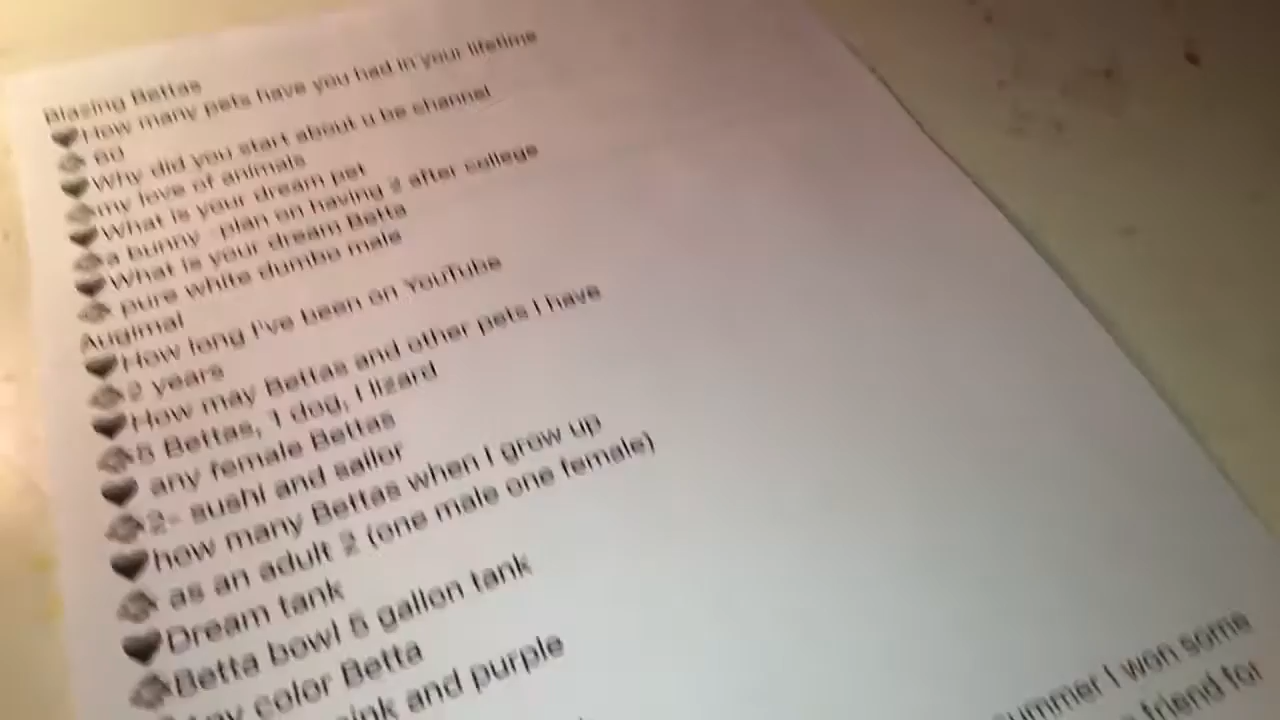 Blasing Bettas
How many pets have you had in your lifetime
60
Why did you start about u be channel
my love of animals
What is your dream pet
a bunny plan on having 2 after college
What is your dream Betta
pure white dumbo male
Augimal
How long I've been on YouTube
2 years
How may Bettas and other pets I have
5 Bettas, 1 dog, I lizard
any female Bettas
2- sushi and sailor
how many Bettas when I grow up
as an adult 2 (one male one female)
Dream tank
Betta bowl 5 gallon tank
color Betta
pink and purple
summer I won some
friend for